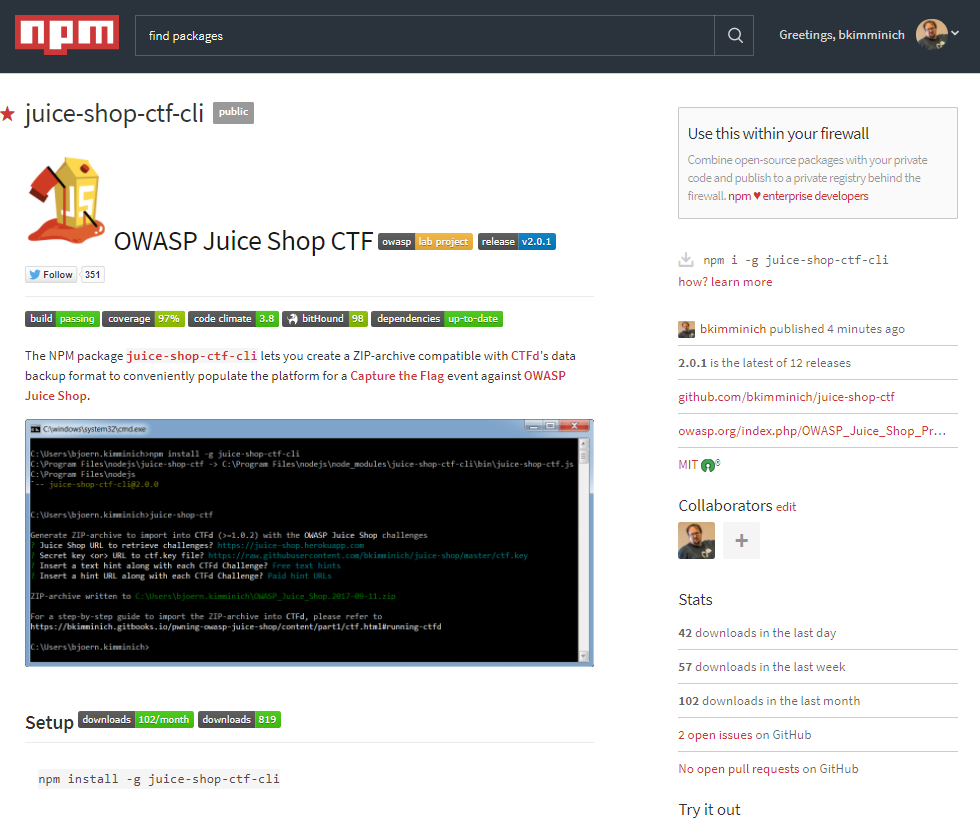 npm
find packages
Greetings, bkimminich
juice-shop-ctf-cli public
JS
OWASP Juice Shop CTF owasp lab project release v2.0.1
Follow 351
build passing coverage 97% code climate 3.8 bitHound 98 dependencies up-to-date
The NPM package juice-shop-ctf-cli lets you create a ZIP-archive compatible with CTFd's data
backup format to conveniently populate the platform for a Capture the Flag event against OWASP
Juice Shop.
C:\windows\system32\cmd.exe
C:\Users\bjoern.kimminich>npm install -g juice-shop-ctf-cli
C:\Program Files\nodejs\juice-shop-ctf -> C:\Program Files\nodejs\node_modules\juice-shop-ctf-cli\bin\juice-shop-ctf.js
C:\Program Files\nodejs
`-- juice-shop-ctf-cli@2.0.0
C:\Users\bjoern.kimminich>juice-shop-ctf
Generate ZIP-archive to import into CTFd (>=1.0.2) with the OWASP Juice Shop challenges
? Juice Shop URL to retrieve challenges? https://juice-shop.herokuapp.com
? Secret key <or> URL to ctf.key file? https://raw.githubusercontent.com/bkimminich/juice-shop/master/ctf.key
? Insert a text hint along with each CTFd Challenge? Free text hints
? Insert a hint URL along with each CTFd Challenge? Paid hint URLs
ZIP-archive written to C:\Users\bjoern.kimminich\OWASP_Juice_Shop.2017-09-11.zip
For a step-by-step guide to import the ZIP-archive into CTFd, please refer to
https://bkimminich.gitbooks.io/pwning-owasp-juice-shop/content/part1/ctf.html#running-ctfd
C:\Users\bjoern.kimminich>
Setup downloads 102/month downloads 819
npm install -g juice-shop-ctf-cli
Use this within your firewall
Combine open-source packages with your private
code and publish to a private registry behind the
firewall. npm ♥ enterprise developers
npm i -g juice-shop-ctf-cli
how? learn more
bkimminich published 4 minutes ago
2.0.1 is the latest of 12 releases
github.com/bkimminich/juice-shop-ctf
owasp.org/index.php/OWASP_Juice_Shop_Pr...
MIT ®
Collaborators edit
+
Stats
42 downloads in the last day
57 downloads in the last week
102 downloads in the last month
2 open issues on GitHub
No open pull requests on GitHub
Try it out